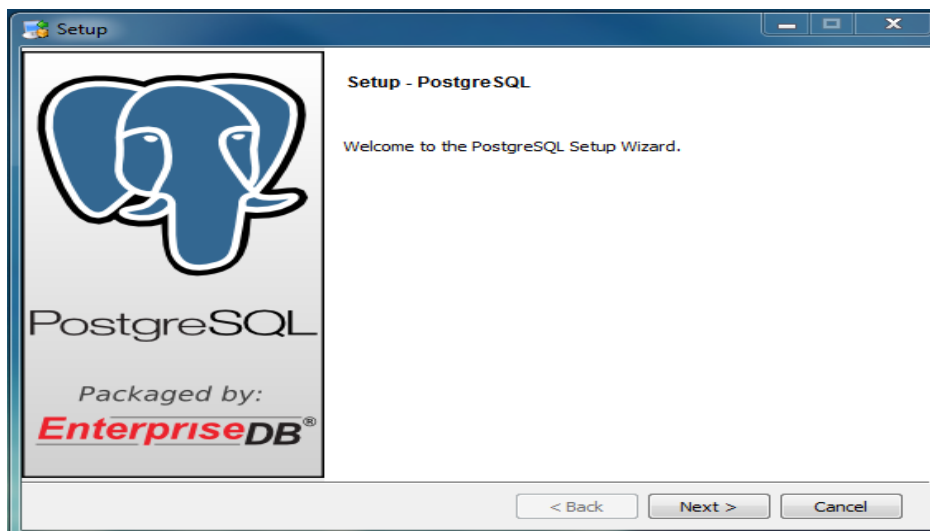 Setup
Setup - PostgreSQL
Welcome to the PostgreSQL Setup Wizard.
PostgreSQL
Packaged by:
EnterpriseDB®
< Back Next > Cancel